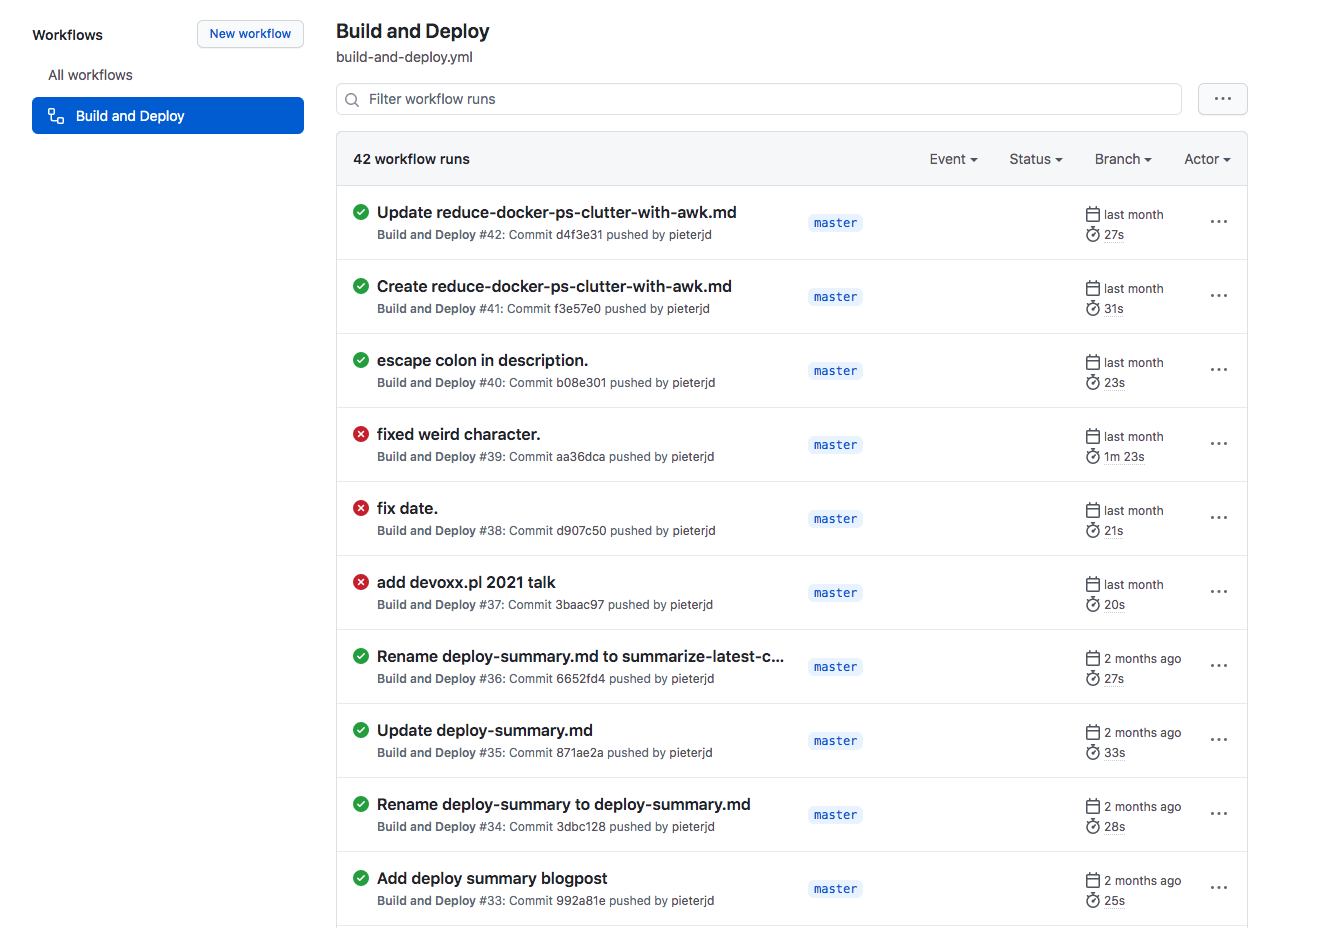 Workflows
New workflow
All workflows
Build and Deploy
Build and Deploy
build-and-deploy.yml
Filter workflow runs
42 workflow runs
Event
Status
Branch
Actor
Update reduce-docker-ps-clutter-with-awk.md
Build and Deploy #42: Commit d4f3e31 pushed by pieterjd
master
last month
27s
Create reduce-docker-ps-clutter-with-awk.md
Build and Deploy #41: Commit f3e57e0 pushed by pieterjd
master
last month
31s
escape colon in description.
Build and Deploy #40: Commit b08e301 pushed by pieterjd
master
last month
23s
fixed weird character.
Build and Deploy #39: Commit aa36dca pushed by pieterjd
master
last month
1m 23s
fix date.
Build and Deploy #38: Commit d907c50 pushed by pieterjd
master
last month
21s
add devoxx.pl 2021 talk
Build and Deploy #37: Commit 3baac97 pushed by pieterjd
master
last month
20s
Rename deploy-summary.md to summarize-latest-c...
Build and Deploy #36: Commit 6652fd4 pushed by pieterjd
master
2 months ago
27s
Update deploy-summary.md
Build and Deploy #35: Commit 871ae2a pushed by pieterjd
master
2 months ago
33s
Rename deploy-summary to deploy-summary.md
Build and Deploy #34: Commit 3dbc128 pushed by pieterjd
master
2 months ago
28s
Add deploy summary blogpost
Build and Deploy #33: Commit 992a81e pushed by pieterjd
master
2 months ago
25s